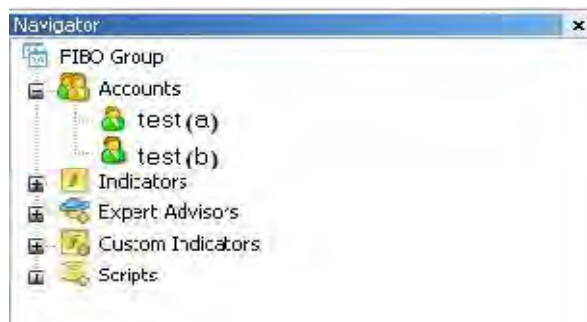 Navigator
FIBO Group
Accounts
test(a)
test(b)
Indicators
Expert Advisors
Custom Indicators
Scripts